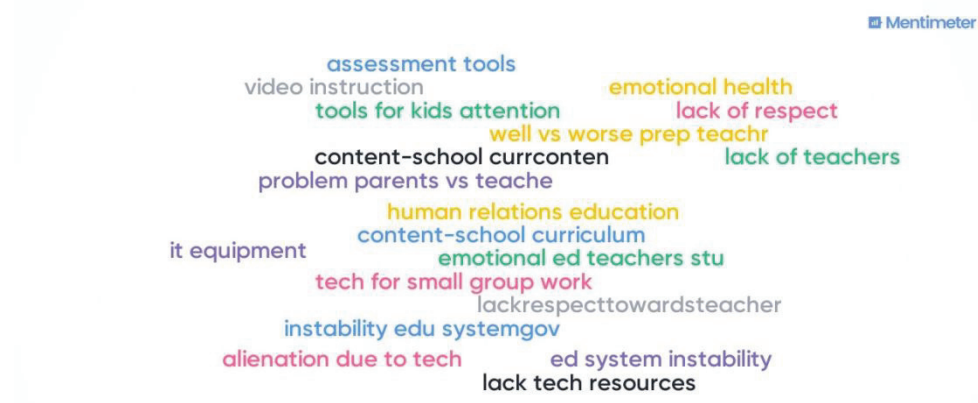 Mentimeter
assessment tools
video instruction
emotional health
tools for kids attention
lack of respect
well vs worse prep teachr
content-school currconten
lack of teachers
problem parents vs teache
human relations education
content-school curriculum
it equipment
emotional ed teachers stu
tech for small group work
lackrespecttowardsteacher
instability edu systemgov
alienation due to tech
ed system instability
lack tech resources